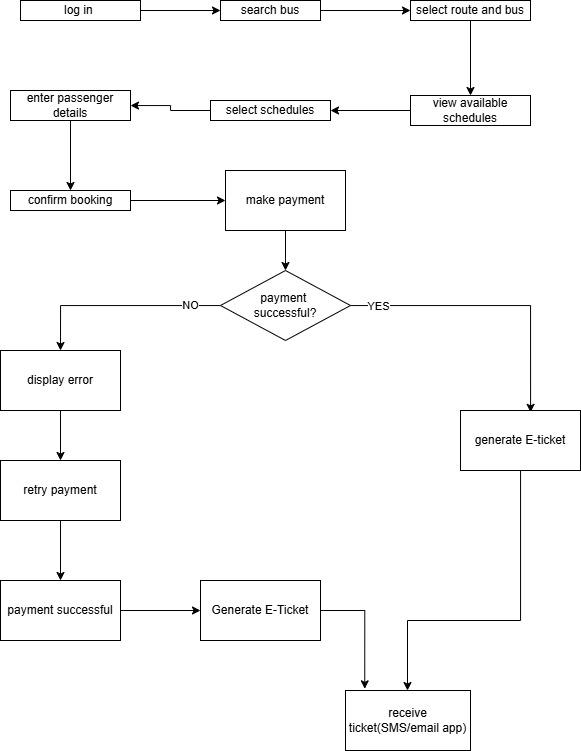 log in
search bus
select route and bus
enter passenger
details
select schedules
view available
schedules
confirm booking
make payment
payment
successful?
NO
YES
display error
generate E-ticket
retry payment
payment successful
Generate E-Ticket
receive
ticket(SMS/email app)